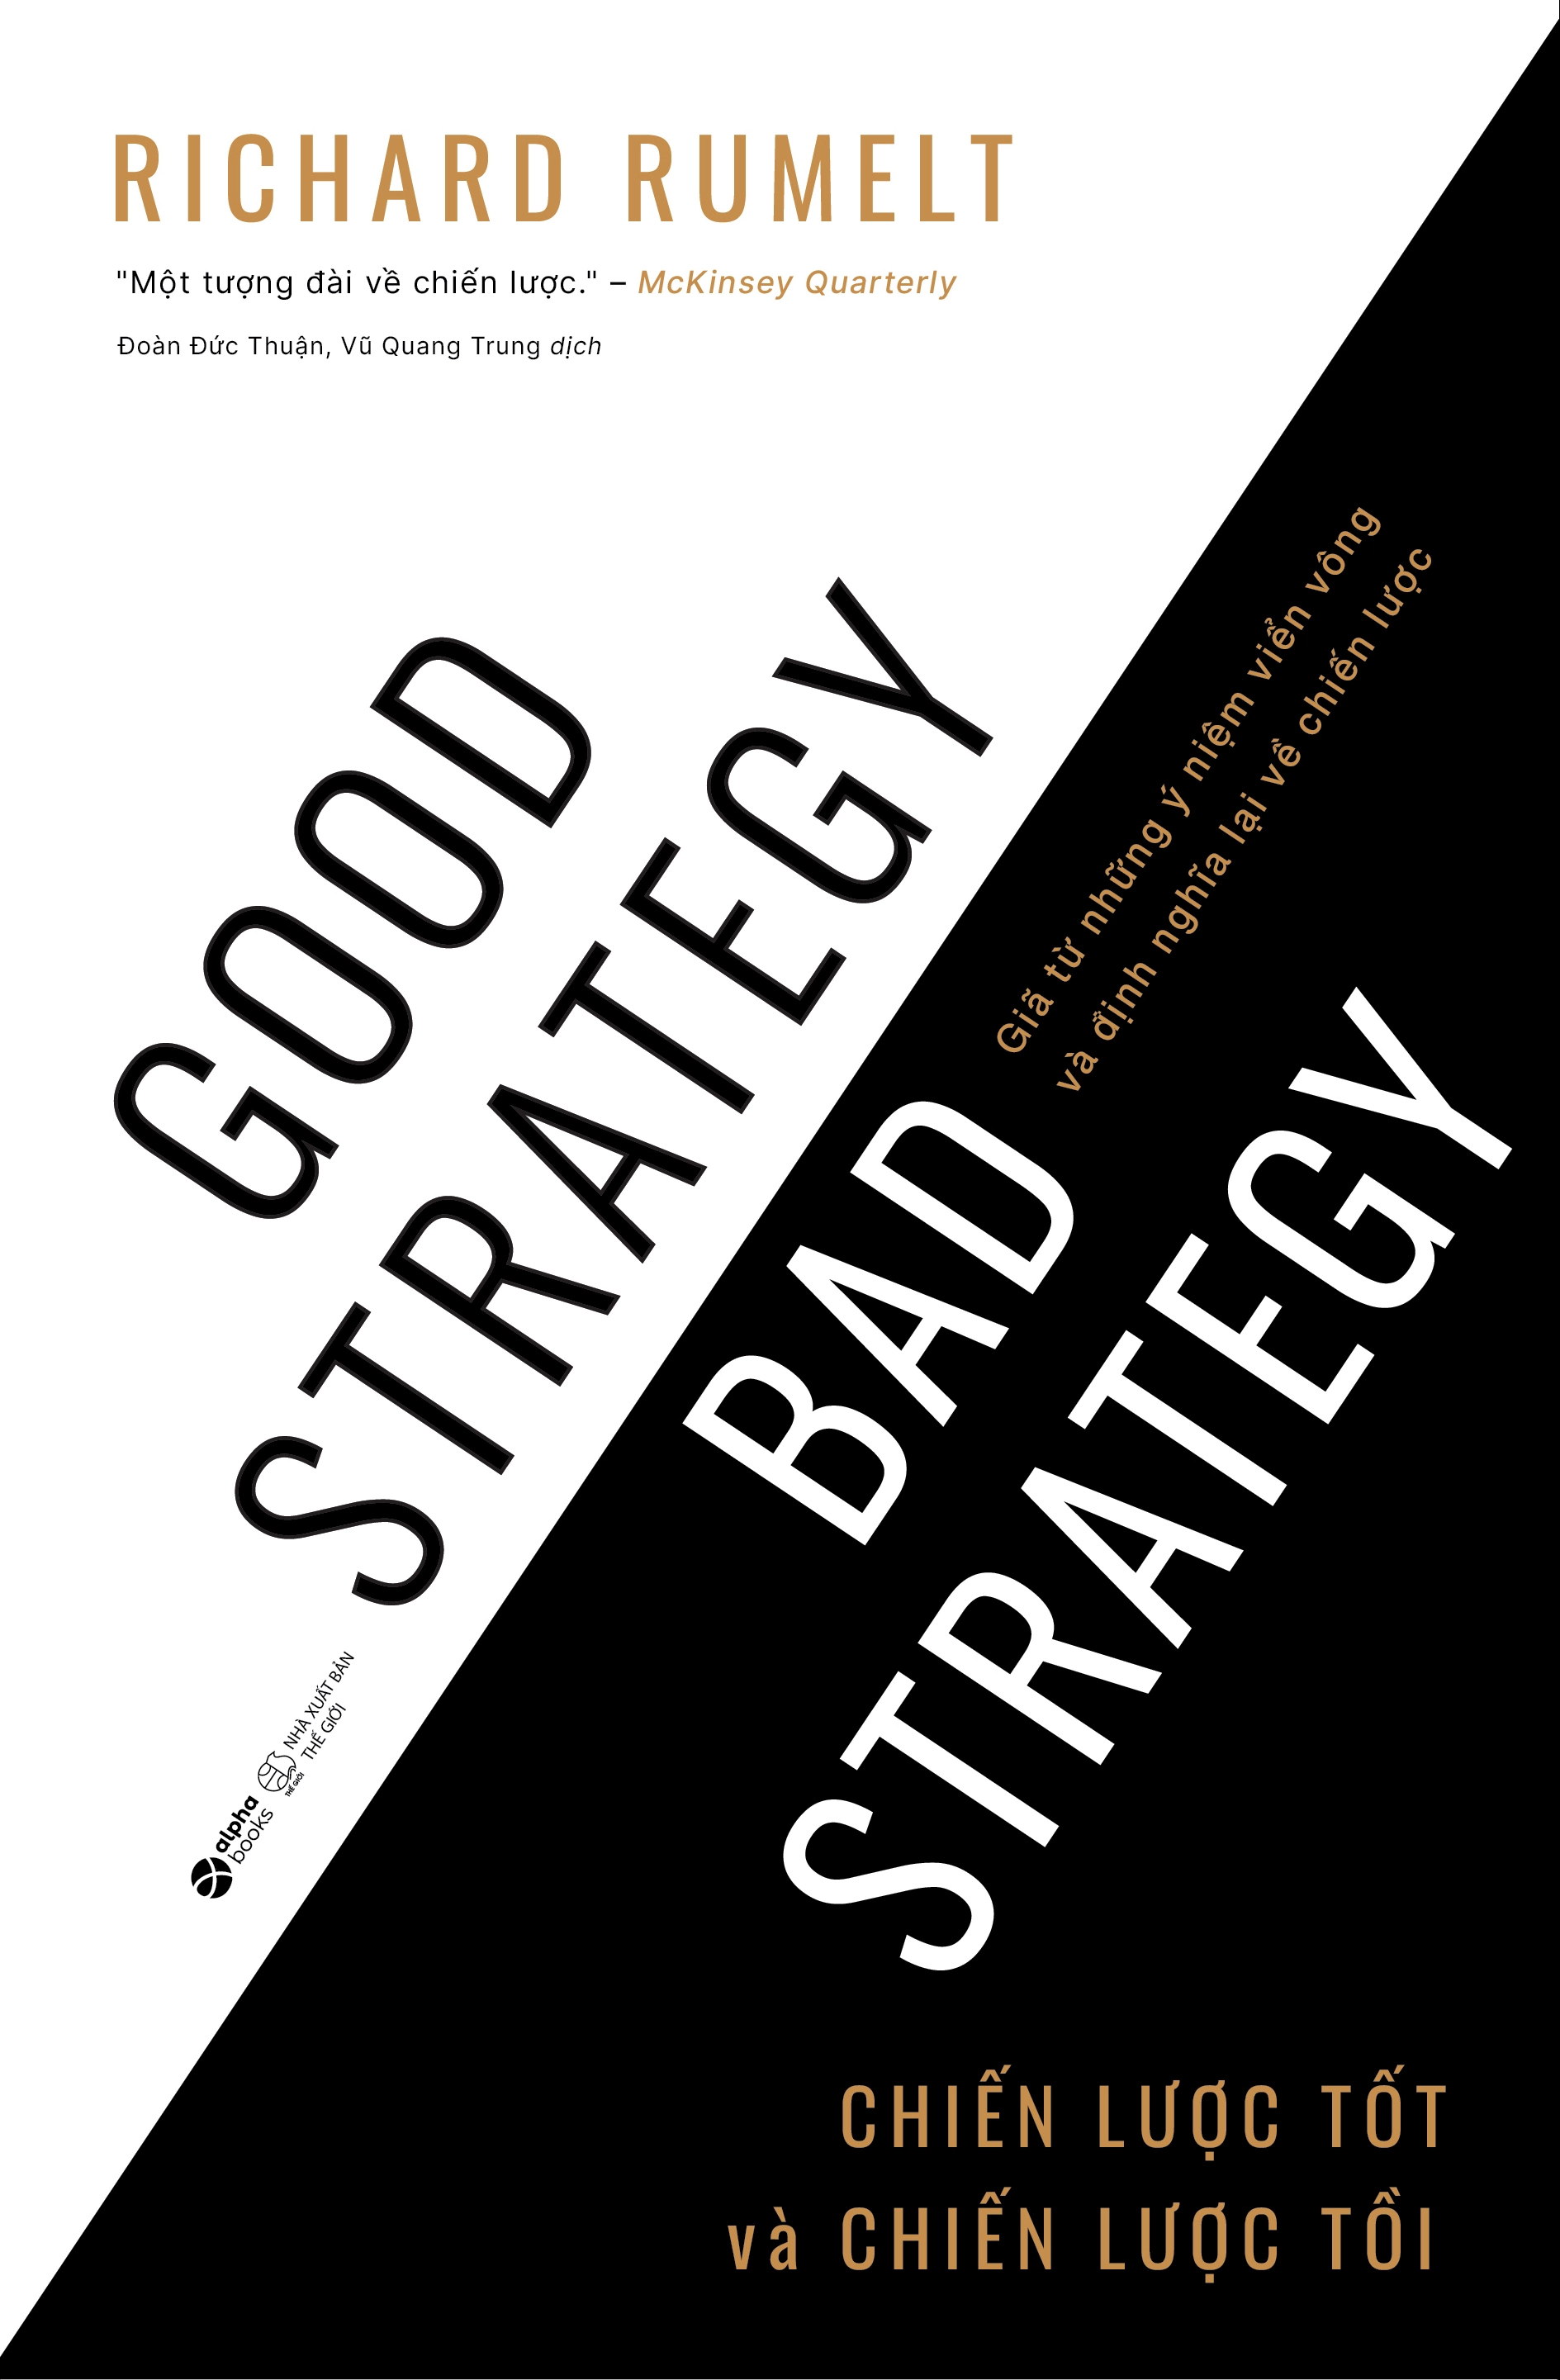 RICHARD RUMELT
"Một tượng đài về chiến lược." – McKinsey Quarterly
Đoàn Đức Thuận, Vũ Quang Trung dịch
GOOD
STRATEGY
Giã từ những ý niệm viển vông
và định nghĩa lại về chiến lược
BAD
STRATEGY
alpha
books
THẾ GIỚI
NHÀ XUẤT BẢN
THẾ GIỚI
CHIẾN LƯỢC TỐT
và CHIẾN LƯỢC TỒI